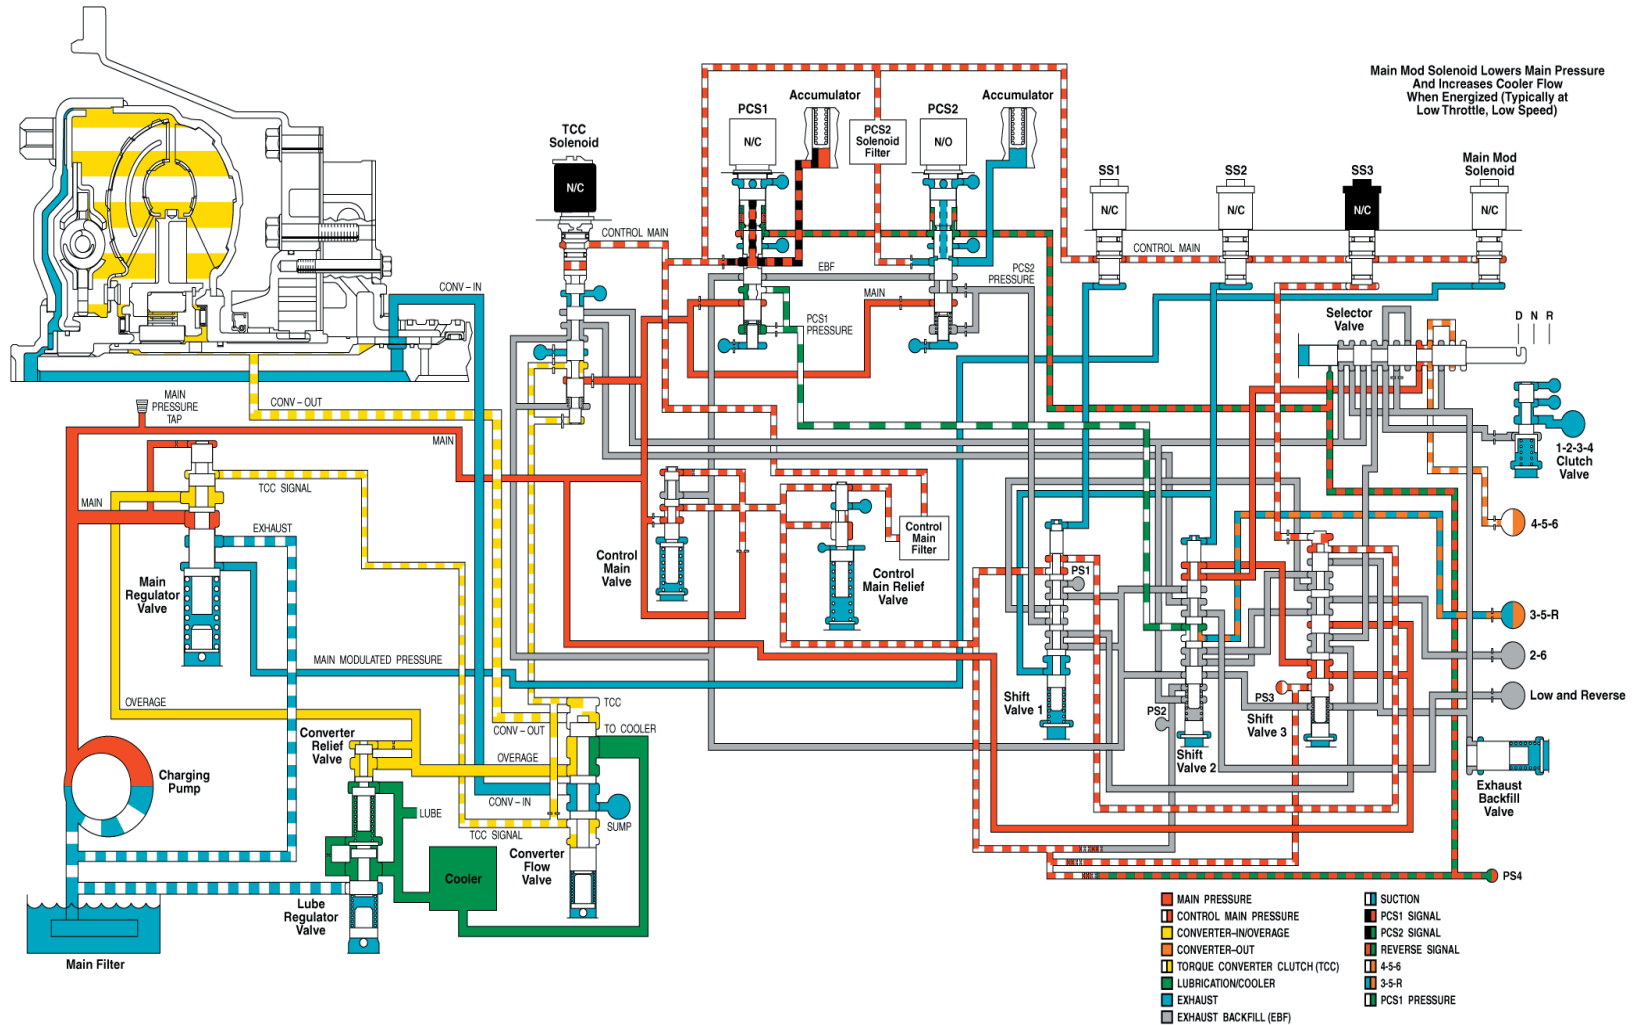 Main Mod Solenoid Lowers Main Pressure
And Increases Cooler Flow
When Energized (Typically at
Low Throttle, Low Speed)
Accumulator
Accumulator
PCS1
PCS2
N/C
N/O
PCS2
Solenoid
Filter
TCC
Solenoid
N/C
SS1
SS2
SS3
Main Mod
Solenoid
N/C
N/C
N/C
N/C
CONTROL MAIN
CONTROL MAIN
EBF
PCS2
PRESSURE
MAIN
PCS1
PRESSURE
CONV – IN
Selector
Valve
D N R
MAIN
PRESSURE
TAP
CONV – OUT
MAIN
TCC SIGNAL
MAIN
EXHAUST
Main
Regulator
Valve
1-2-3-4
Clutch
Valve
4-5-6
3-5-R
2-6
Low and Reverse
Control
Main
Valve
Control
Main Relief
Valve
Control
Main
Filter
PS1
PS2
PS3
Shift
Valve 1
Shift
Valve 2
Shift
Valve 3
MAIN MODULATED PRESSURE
OVERAGE
TCC
CONV – OUT
TO COOLER
Converter
Relief
Valve
OVERAGE
Charging
Pump
CONV – IN
LUBE
TCC SIGNAL
SUMP
Exhaust
Backfill
Valve
Converter
Flow
Valve
Cooler
Lube
Regulator
Valve
Main Filter
PS4
MAIN PRESSURE
CONTROL MAIN PRESSURE
CONVERTER–IN/OVERAGE
CONVERTER–OUT
TORQUE CONVERTER CLUTCH (TCC)
LUBRICATION/COOLER
EXHAUST
EXHAUST BACKFILL (EBF)
SUCTION
PCS1 SIGNAL
PCS2 SIGNAL
REVERSE SIGNAL
4-5-6
3-5-R
PCS1 PRESSURE